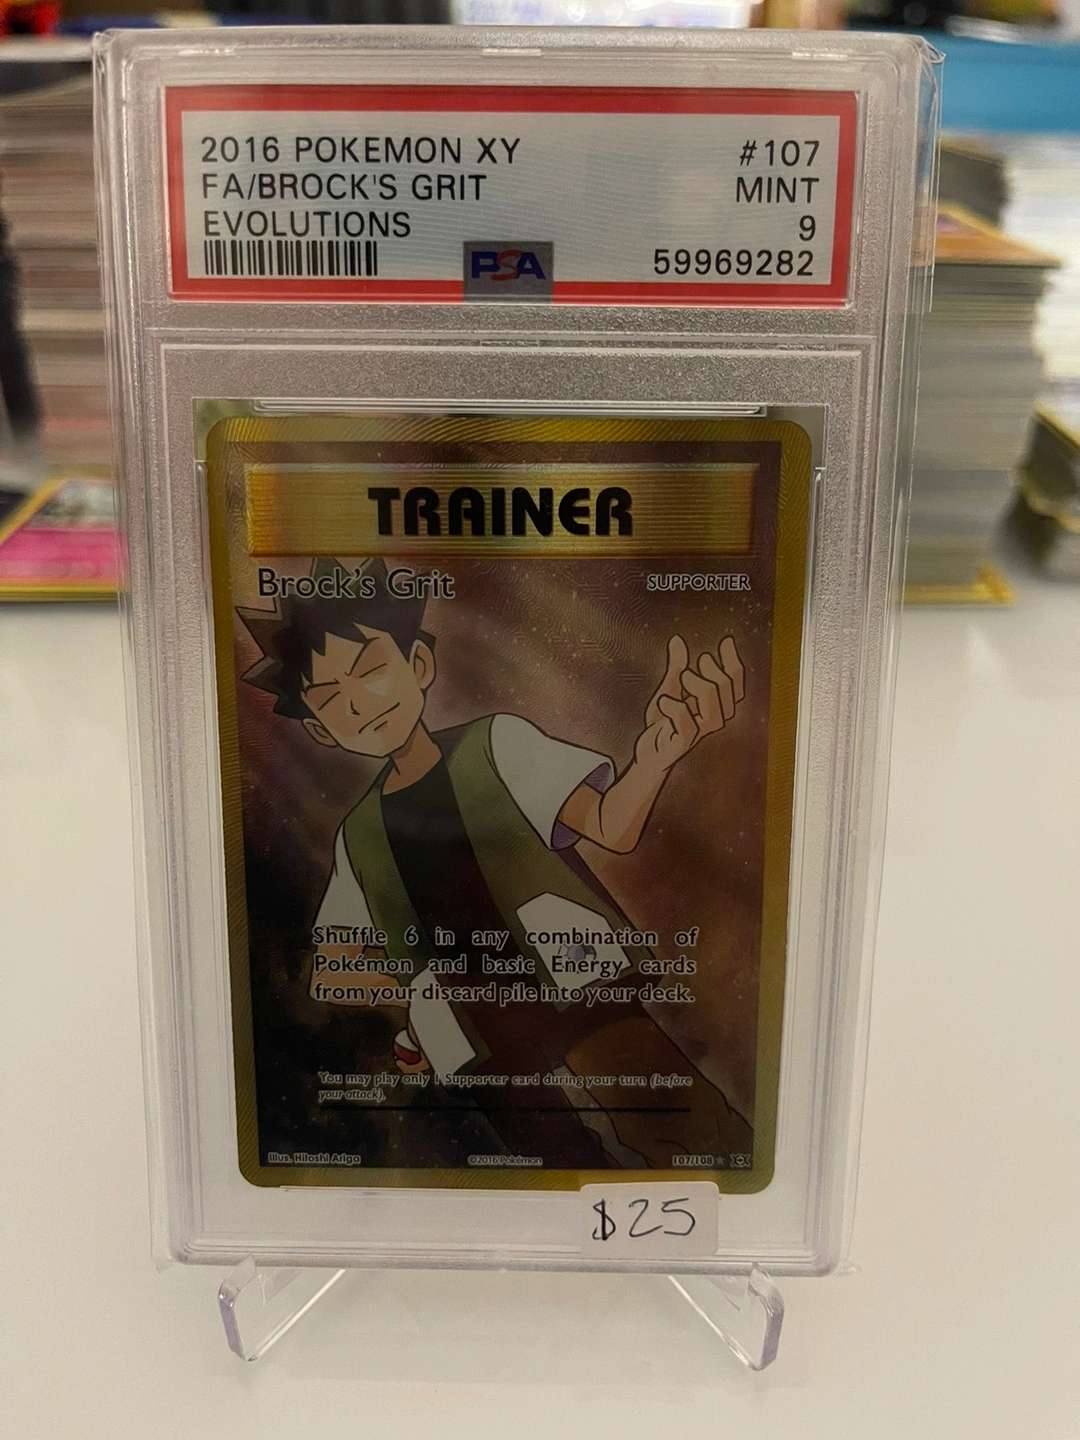 2016 POKEMON XY #107
FA/BROCK'S GRIT MINT
EVOLUTIONS 9
PSA 59969282
TRAINER
Brock's Grit SUPPORTER
Shuffle 6 in any combination of
Pokémon and basic Energy cards
from your discard pile into your deck.
You may play only 1 Supporter card during your turn (before
your attack).
Illus. Hitoshi Ariga ©2016 Pokémon 107/108
$25